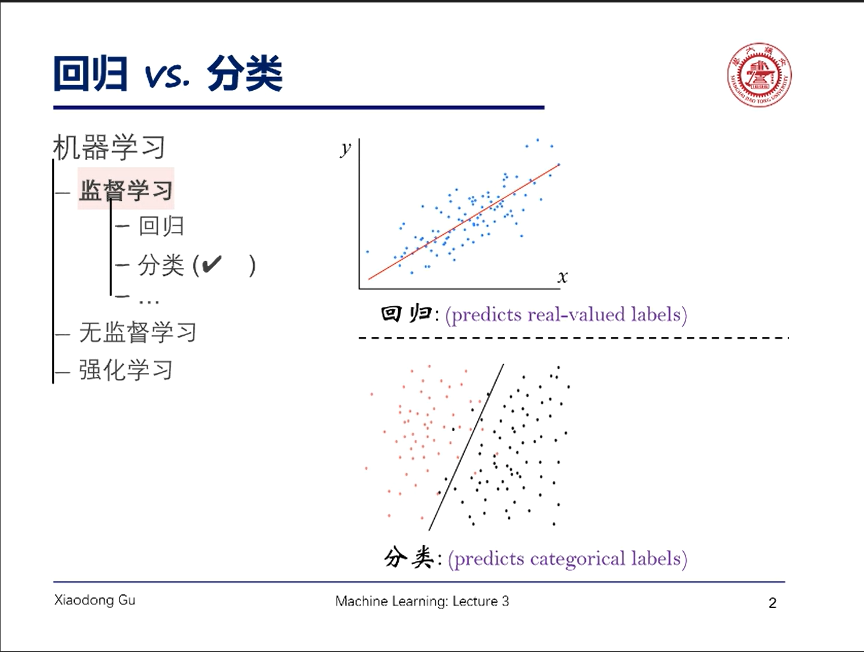 回归 vs. 分类
机器学习
– 监督学习
– 回归
– 分类 (✔ )
– …
– 无监督学习
– 强化学习
y
x
回归: (predicts real-valued labels)
分类: (predicts categorical labels)
Xiaodong Gu
Machine Learning: Lecture 3
2